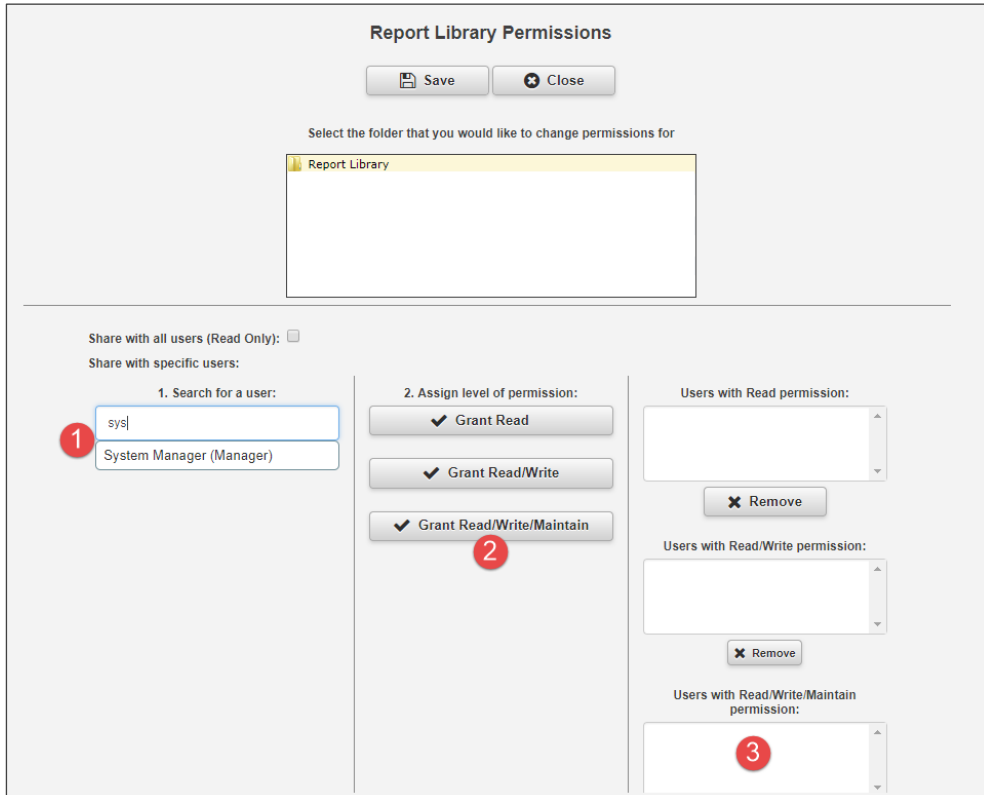 Report Library Permissions
Save
Close
Select the folder that you would like to change permissions for
Report Library
Share with all users (Read Only):
Share with specific users:
1. Search for a user:
sys
1
System Manager (Manager)
2. Assign level of permission:
Grant Read
Grant Read/Write
Grant Read/Write/Maintain
2
Users with Read permission:
Remove
Users with Read/Write permission:
Remove
Users with Read/Write/Maintain
permission:
3